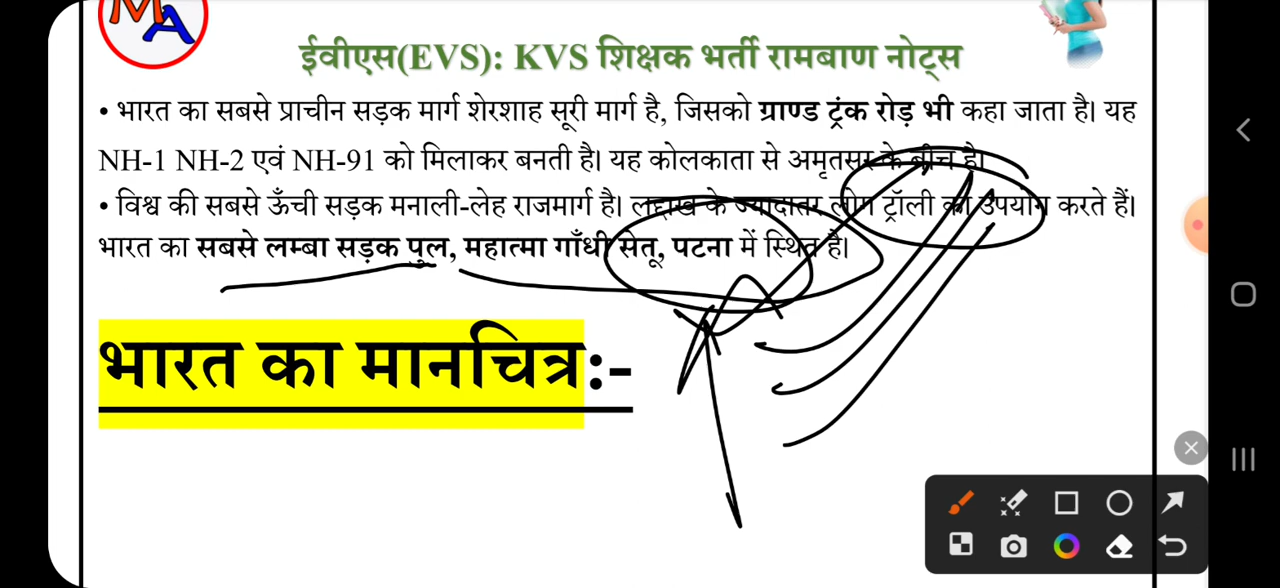 MA
ईवीएस(EVS): KVS शिक्षक भर्ती रामबाण नोट्स
• भारत का सबसे प्राचीन सड़क मार्ग शेरशाह सूरी मार्ग है, जिसको ग्राण्ड ट्रंक रोड़ भी कहा जाता है। यह
NH-1 NH-2 एवं NH-91 को मिलाकर बनती है। यह कोलकाता से अमृतसर के बीच है।
• विश्व की सबसे ऊँची सड़क मनाली-लेह राजमार्ग है। लद्दाख के ज्यादातर लोग ट्रॉली का उपयोग करते हैं।
भारत का सबसे लम्बा सड़क पुल, महात्मा गाँधी सेतू, पटना में स्थित है।
भारत का मानचित्र:-